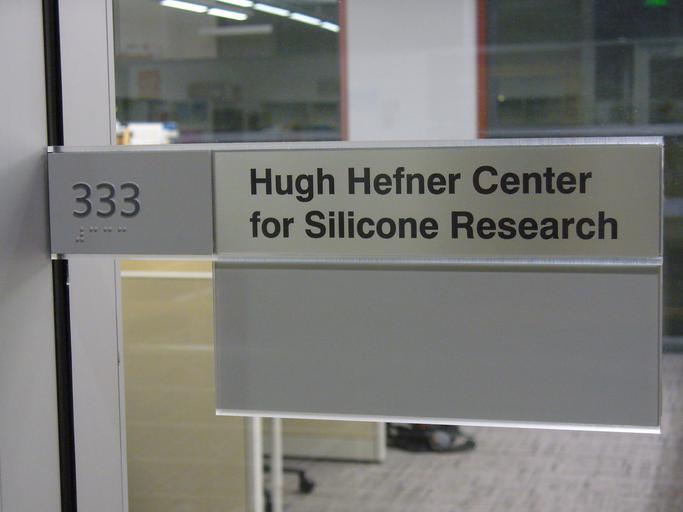 333
Hugh Hefner Center
for Silicone Research